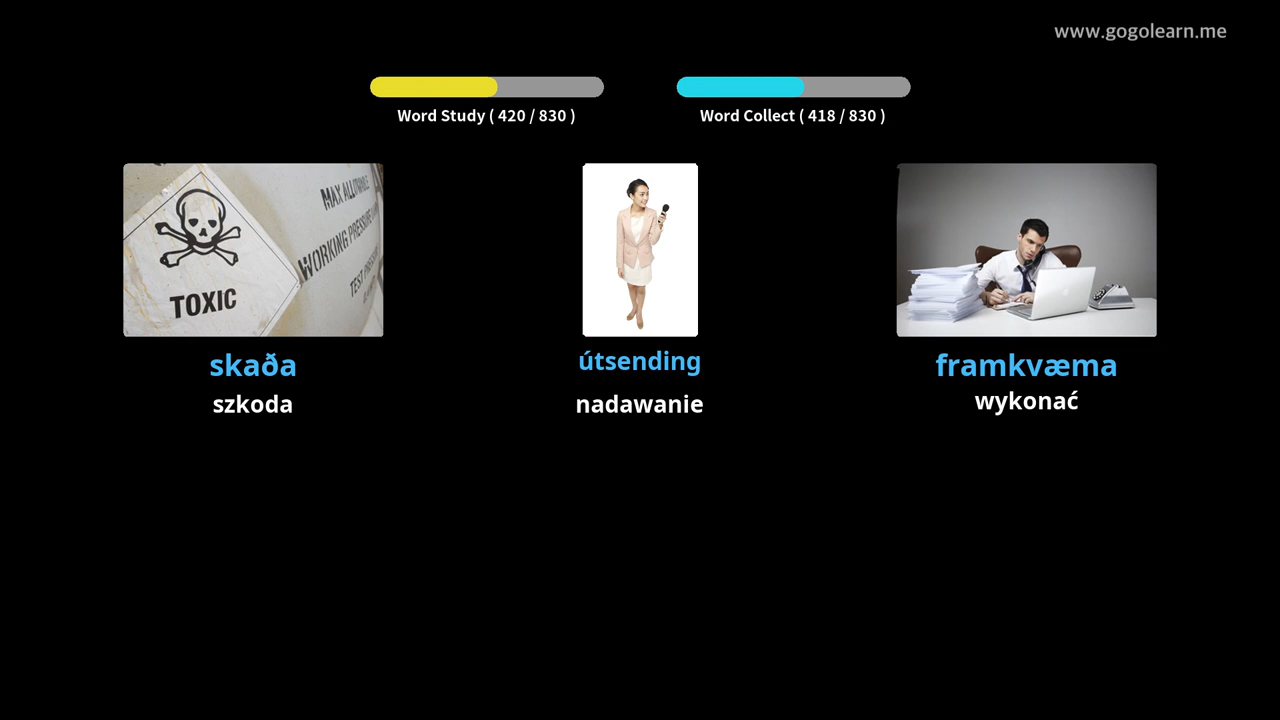 www.gogolearn.me
Word Study ( 420 / 830 )
Word Collect ( 418 / 830 )
MAX ALLOWABLE
WORKING PRESSURE
TOXIC
skaða
szkoda
útsending
nadawanie
framkvæma
wykonać